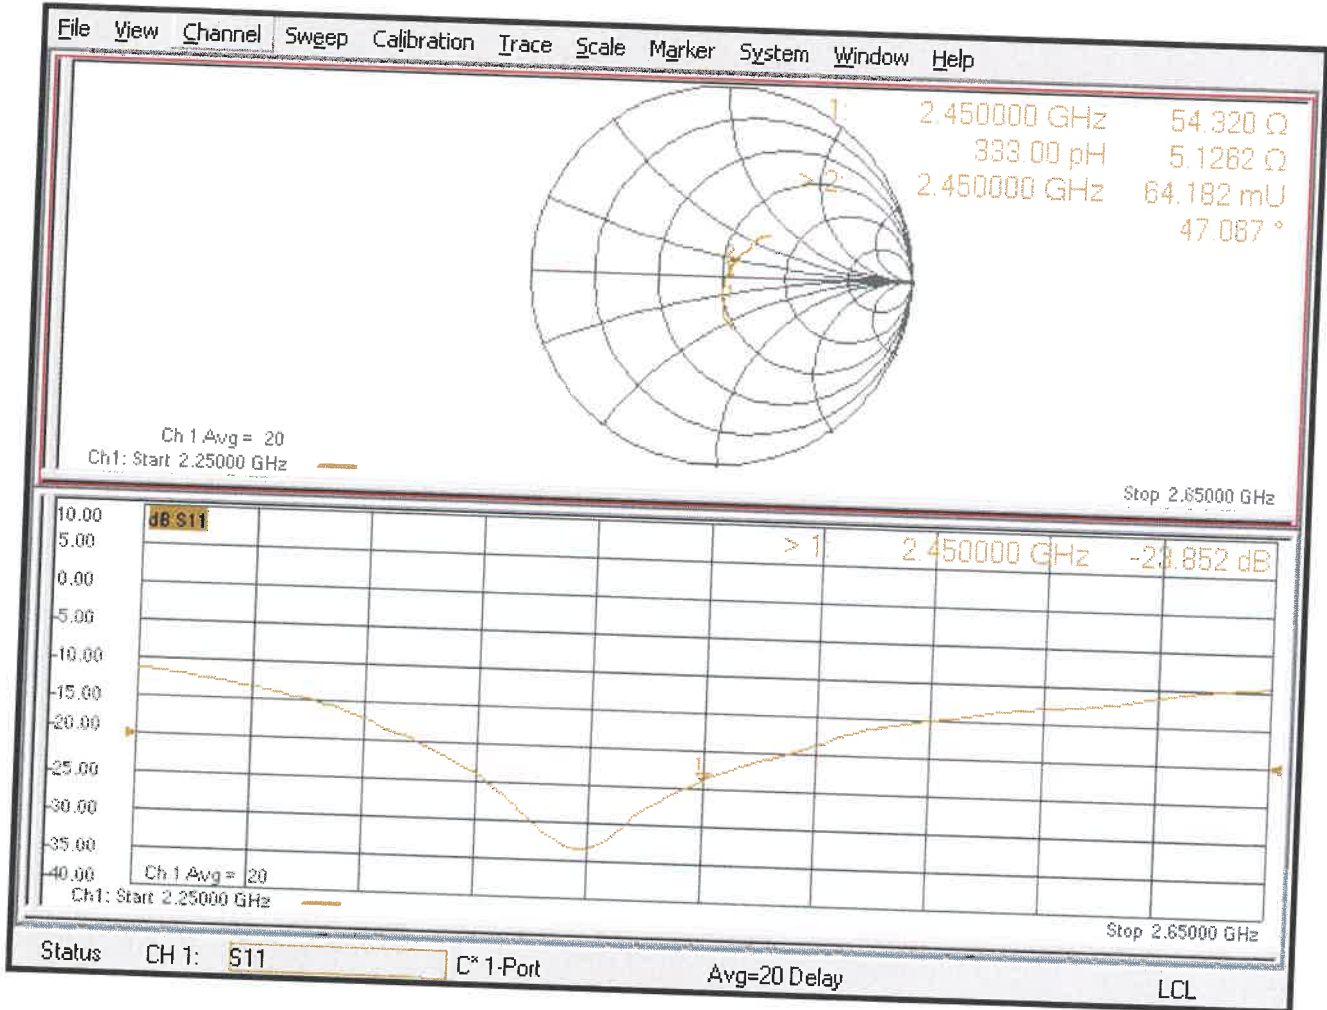 File View Channel Sweep Calibration Trace Scale Marker System Window Help
1: 2.450000 GHz 54.320 Ω
333.00 pH 5.1262 Ω
> 2: 2.450000 GHz 64.182 mU
47.087 °
Ch 1 Avg = 20
Ch1: Start 2.25000 GHz
Stop 2.65000 GHz
10.00
dB S11
5.00
> 1: 2.450000 GHz -23.852 dB
0.00
-5.00
-10.00
-15.00
-20.00
-25.00
-30.00
-35.00
-40.00
1
Ch 1 Avg = 20
Ch1: Start 2.25000 GHz
Stop 2.65000 GHz
Status CH 1: S11 C* 1-Port Avg=20 Delay LCL